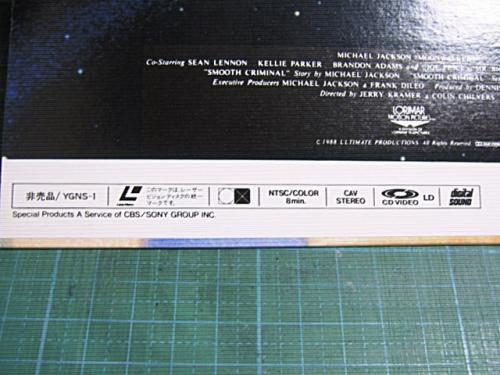 MICHAEL JACKSON
Co-Starring SEAN LENNON KELLIE PARKER BRANDON ADAMS and
"SMOOTH CRIMINAL" Story by MICHAEL JACKSON "SMOOTH CRIMINAL
Executive Producers MICHAEL JACKSON & FRANK DILEO Produced by DENNIS
Directed by JERRY KRAMER & COLIN CHILVERS
LORIMAR
MOTION PICTURES
© 1988 ULTIMATE PRODUCTIONS All Rights Reserved.
非売品/YGNS-1
このマークは、レーザー
ビジョンディスクの統一
マークです。
NTSC/COLOR
8min.
CAV
STEREO
CD VIDEO LD
digital
SOUND
Special Products A Service of CBS/SONY GROUP INC.